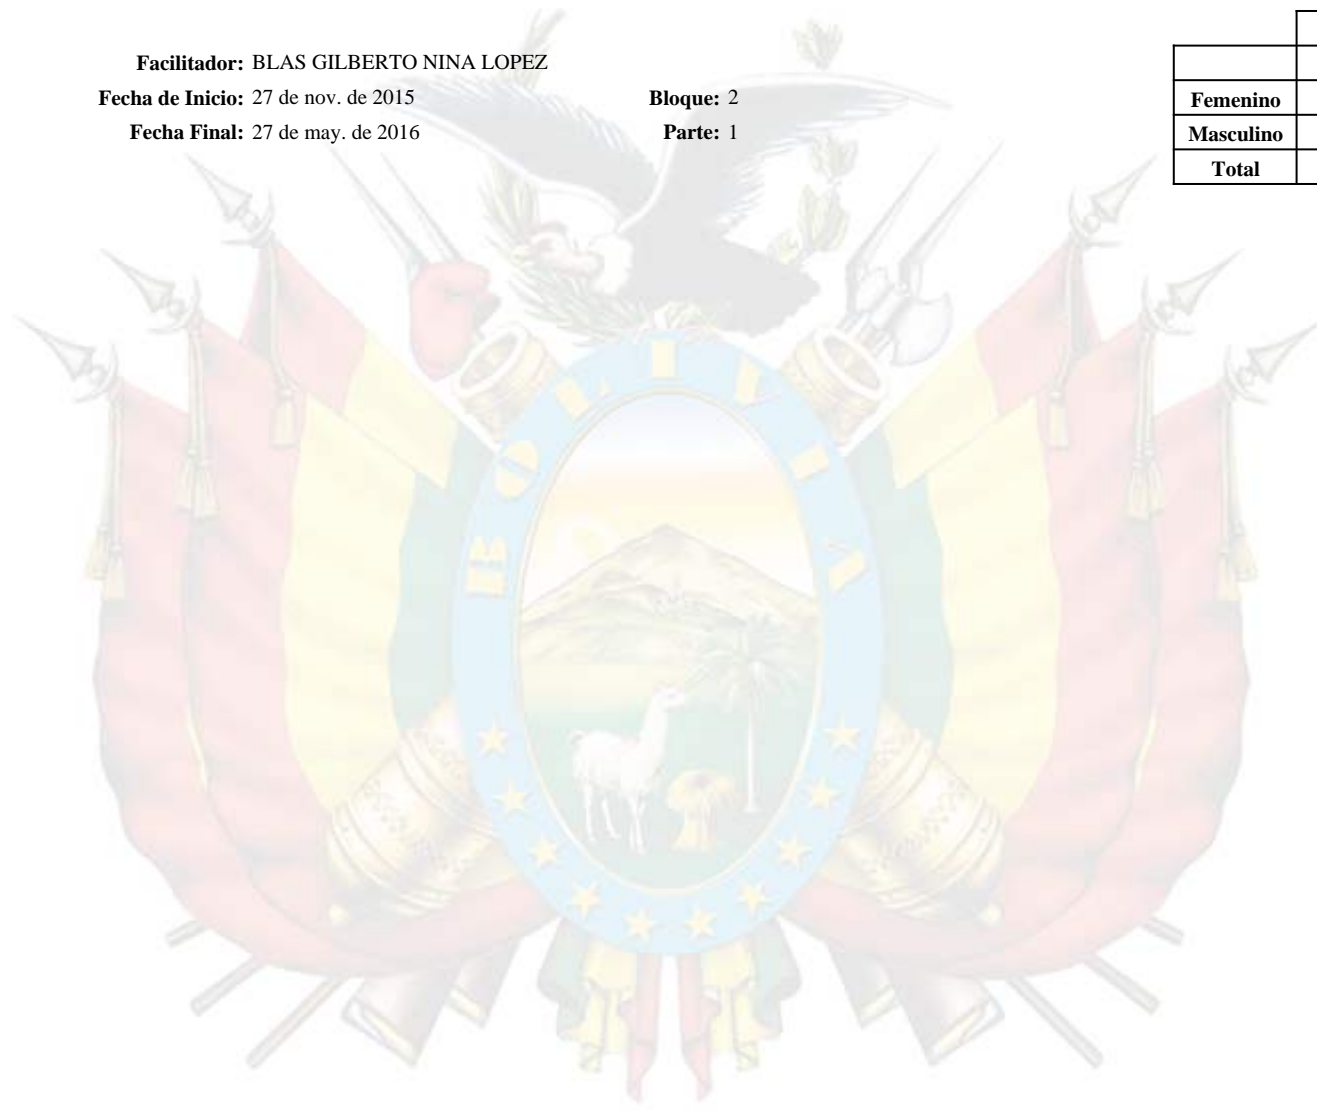 Facilitador: BLAS GILBERTO NINA LOPEZ
Fecha de Inicio: 27 de nov. de 2015 Bloque: 2
Fecha Final: 27 de may. de 2016 Parte: 1
Femenino
Masculino
Total
BOLIVIA